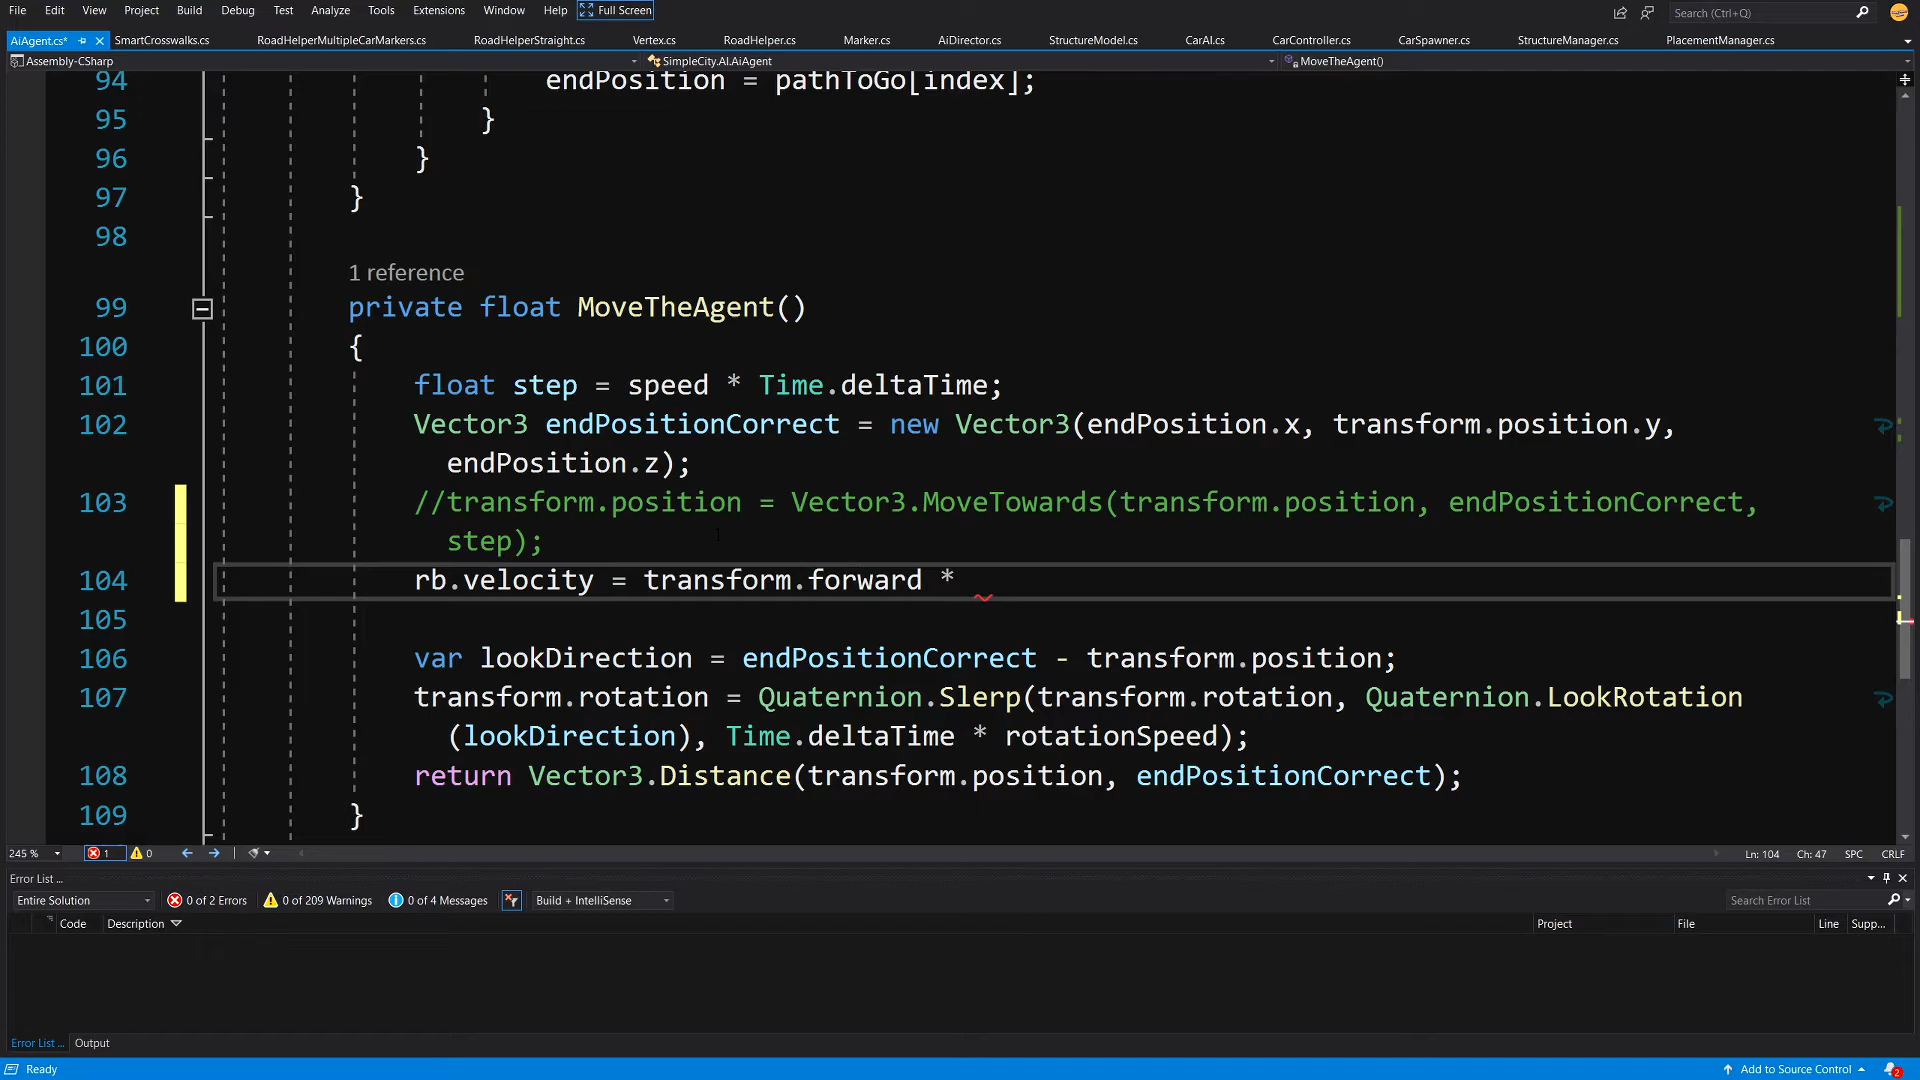 File Edit View Project Build Debug Test Analyze Tools Extensions Window Help Full Screen Search (Ctrl+Q)
AiAgent.cs* SmartCrosswalks.cs RoadHelperMultipleCarMarkers.cs RoadHelperStraight.cs Vertex.cs RoadHelper.cs Marker.cs AiDirector.cs StructureModel.cs CarAI.cs CarController.cs CarSpawner.cs StructureManager.cs PlacementManager.cs
Assembly-CSharp SimpleCity.AI.AiAgent MoveTheAgent()
94 endPosition = pathToGo[index];
95 }
96 }
97 }
98
1 reference
99 private float MoveTheAgent()
100 {
101 float step = speed * Time.deltaTime;
102 Vector3 endPositionCorrect = new Vector3(endPosition.x, transform.position.y,
endPosition.z);
103 //transform.position = Vector3.MoveTowards(transform.position, endPositionCorrect,
step);
104 rb.velocity = transform.forward *
105
106 var lookDirection = endPositionCorrect - transform.position;
107 transform.rotation = Quaternion.Slerp(transform.rotation, Quaternion.LookRotation
(lookDirection), Time.deltaTime * rotationSpeed);
108 return Vector3.Distance(transform.position, endPositionCorrect);
109 }
245 % 1 0 Ln: 104 Ch: 47 SPC CRLF
Error List ...
Entire Solution 0 of 2 Errors 0 of 209 Warnings 0 of 4 Messages Build + IntelliSense Search Error List
Code Description Project File Line Supp...
Error List ... Output
Ready Add to Source Control 2